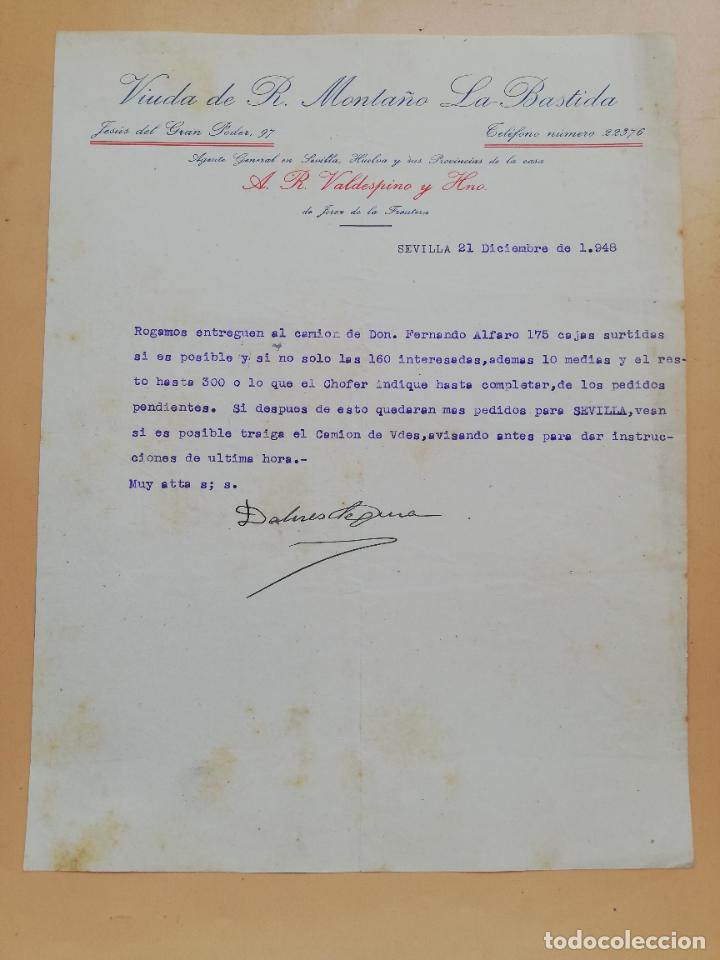 Viuda de R. Montaño La-Bastida
Jesús del Gran Poder, 97
Teléfono número 22376
Agente General en Sevilla, Huelva y sus Provincias de la casa
A. R. Valdespino y Hno.
de Jerez de la Frontera
SEVILLA 21 Diciembre de 1.948
Rogamos entreguen al camion de Don. Fernando Alfaro 175 cajas surtidas
si es posible y si no solo las 160 interesadas,ademas 10 medias y el res-
to hasta 300 o lo que el Chofer indique hasta completar,de los pedidos
pendientes. Si despues de esto quedaran mas pedidos para SEVILLA,vean
si es posible traiga el Camion de Vdes,avisando antes para dar instruc-
ciones de ultima hora.-
Muy atta s; s.
Dolores Segura
todocoleccion
todocoleccion